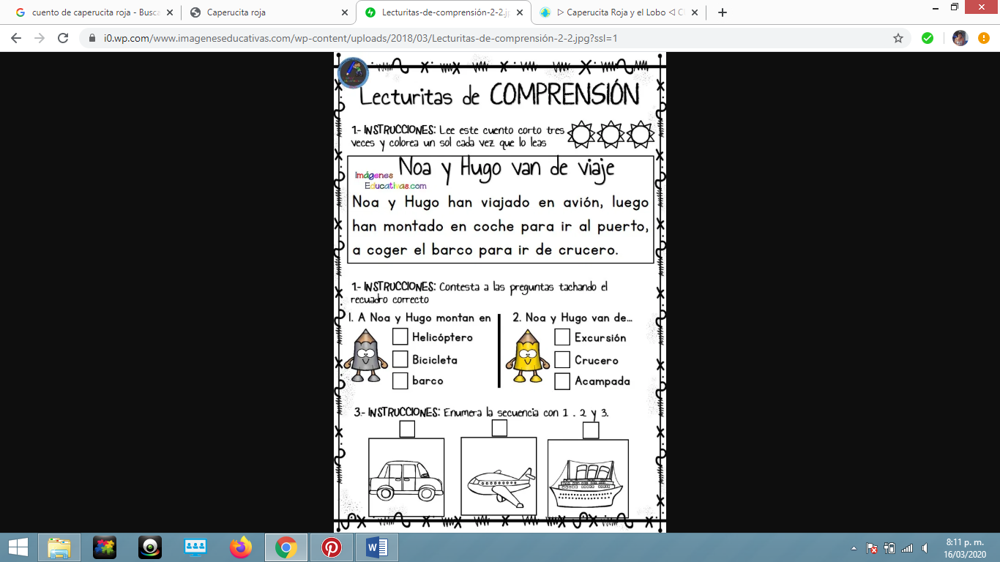 cuento de caperucita roja - Busca
Caperucita roja
Lecturitas-de-comprensión-2-2.jp
▷ Caperucita Roja y el Lobo ◁ C
i0.wp.com/www.imageneseducativas.com/wp-content/uploads/2018/03/Lecturitas-de-comprensión-2-2.jpg?ssl=1
Lecturitas de COMPRENSIÓN
1.- INSTRUCCIONES: Lee este cuento corto tres
veces y colorea un sol cada vez que lo leas
Noa y Hugo van de viaje
Imágenes
Educativas.com
Noa y Hugo han viajado en avión, luego
han montado en coche para ir al puerto,
a coger el barco para ir de crucero.
1.- INSTRUCCIONES: Contesta a las preguntas tachando el
recuadro correcto
1. A Noa y Hugo montan en
Helicóptero
Bicicleta
barco
2. Noa y Hugo van de...
Excursión
Crucero
Acampada
3.- INSTRUCCIONES: Enumera la secuencia con 1 . 2 y 3.
8:11 p. m.
16/03/2020